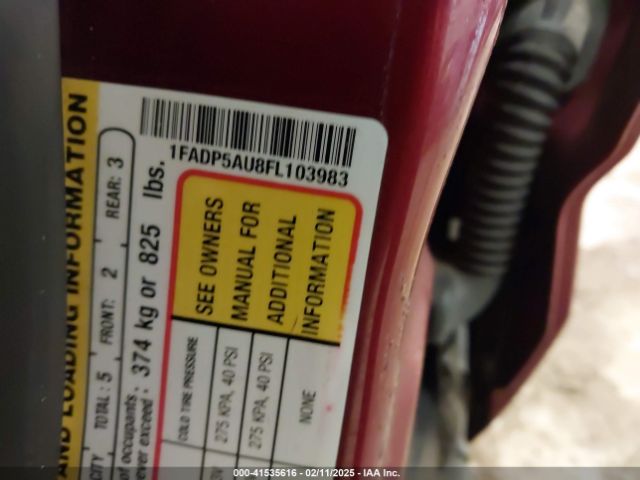 1FADP5AU8FL103983
AND LOADING INFORMATION
CITY TOTAL : 5 FRONT: 2 REAR: 3
of occupants
never exceed : 374 kg or 825 lbs.
SEE OWNERS
MANUAL FOR
ADDITIONAL
INFORMATION
COLD TIRE PRESSURE
275 KPA, 40 PSI
275 KPA, 40 PSI
NONE
000-41535616 - 02/11/2025 - IAA Inc.